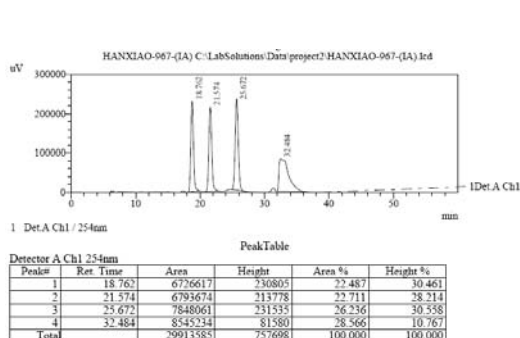 HANXIAO-967-(IA) C:\LabSolutions\Data\project2\HANXIAO-967-(IA).lcd
uV
300000
200000
100000
0
18.762
21.574
25.672
32.484
0 10 20 30 40 50
1Det.A Ch1
min
1 Det.A Ch1 / 254nm
PeakTable
Detector A Ch1 254nm
Peak# Ret. Time Area Height Area % Height %
1 18.762 6726617 230805 22.487 30.461
2 21.574 6793674 213778 22.711 28.214
3 25.672 7848061 231535 26.236 30.558
4 32.484 8545234 81580 28.566 10.767
Total 29913585 757698 100.000 100.000